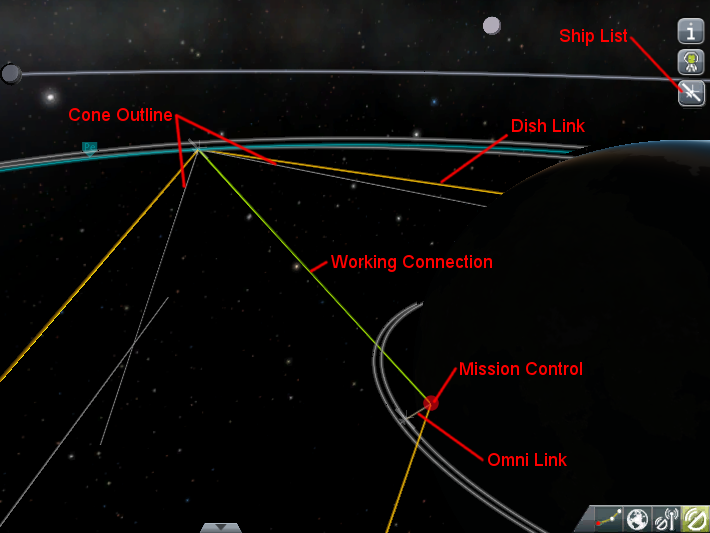 Ship List
Cone Outline
Dish Link
Working Connection
Mission Control
Omni Link